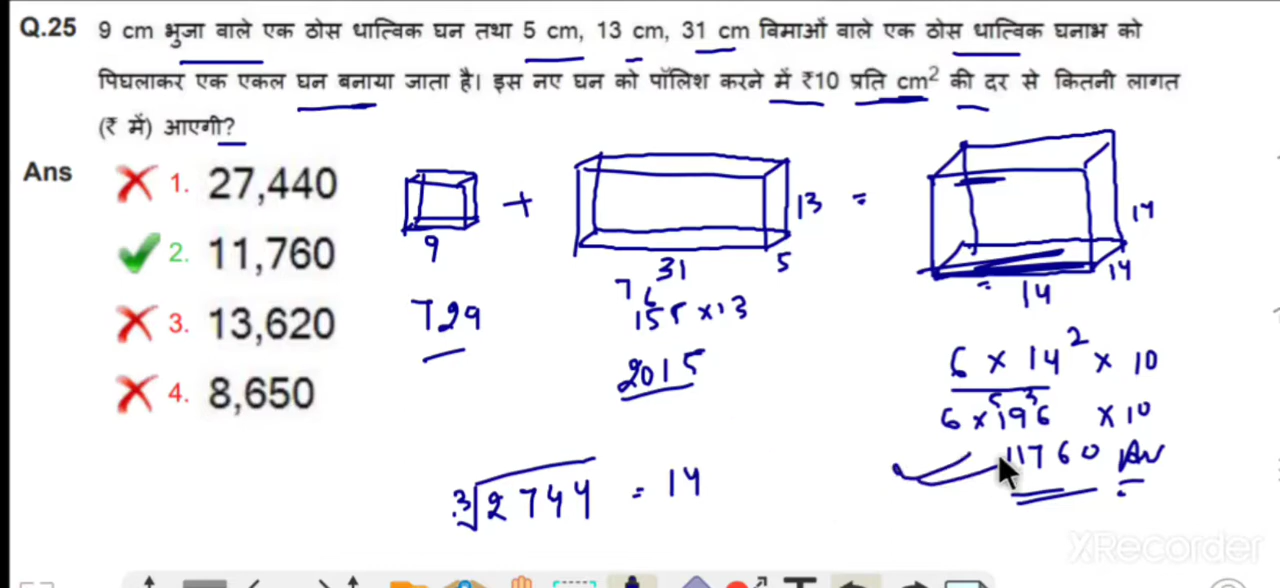 Q.25 9 cm भुजा वाले एक ठोस धात्विक घन तथा 5 cm, 13 cm, 31 cm विमाओं वाले एक ठोस धात्विक घनाभ को
पिघलाकर एक एकल घन बनाया जाता है। इस नए घन को पॉलिश करने में ₹10 प्रति cm² की दर से कितनी लागत
(₹ में) आएगी?
Ans
1. 27,440
2. 11,760
3. 13,620
4. 8,650
9
+
31
13
5
=
14
14
14
729
76
155 × 13
2015
∛2744 = 14
6 × 14² × 10
5 3
6 × 196 × 10
11760 Ans
XRecorder